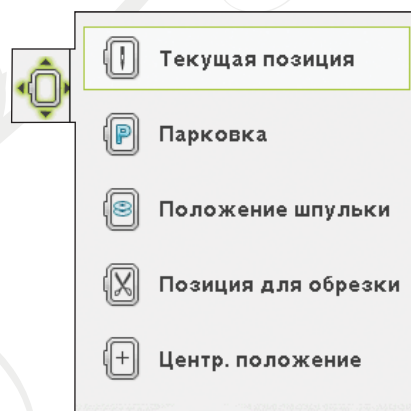 Текущая позиция
P
Парковка
Положение шпульки
Позиция для обрезки
Центр. положение